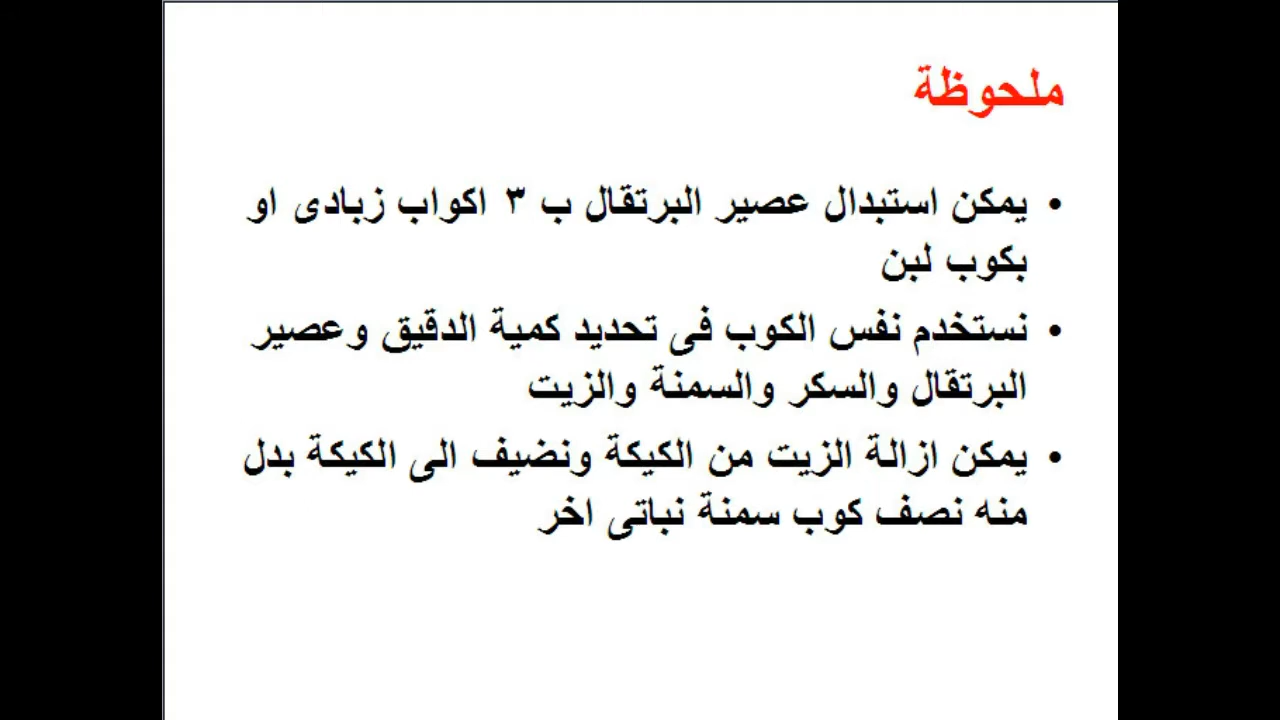 ملحوظة
• يمكن استبدال عصير البرتقال ب ٣ اكواب زبادى او
بكوب لبن
• نستخدم نفس الكوب فى تحديد كمية الدقيق وعصير
البرتقال والسكر والسمنة والزيت
• يمكن ازالة الزيت من الكيكة ونضيف الى الكيكة بدل
منه نصف كوب سمنة نباتى اخر